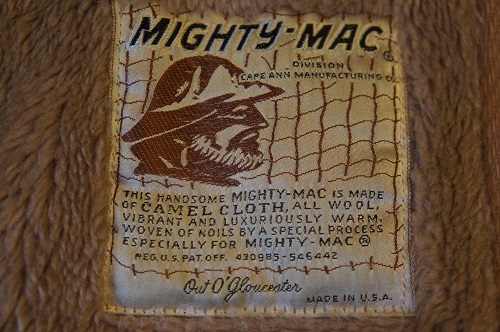 MIGHTY-MAC®
DIVISION
CAPE ANN MANUFACTURING CO.
THIS HANDSOME MIGHTY-MAC IS MADE
OF CAMEL CLOTH, ALL WOOL,
VIBRANT AND LUXURIOUSLY WARM.
WOVEN OF NOILS BY A SPECIAL PROCESS
ESPECIALLY FOR MIGHTY-MAC®
REG. U.S. PAT. OFF. 430985-546442
Out O'Gloucester
MADE IN U.S.A.